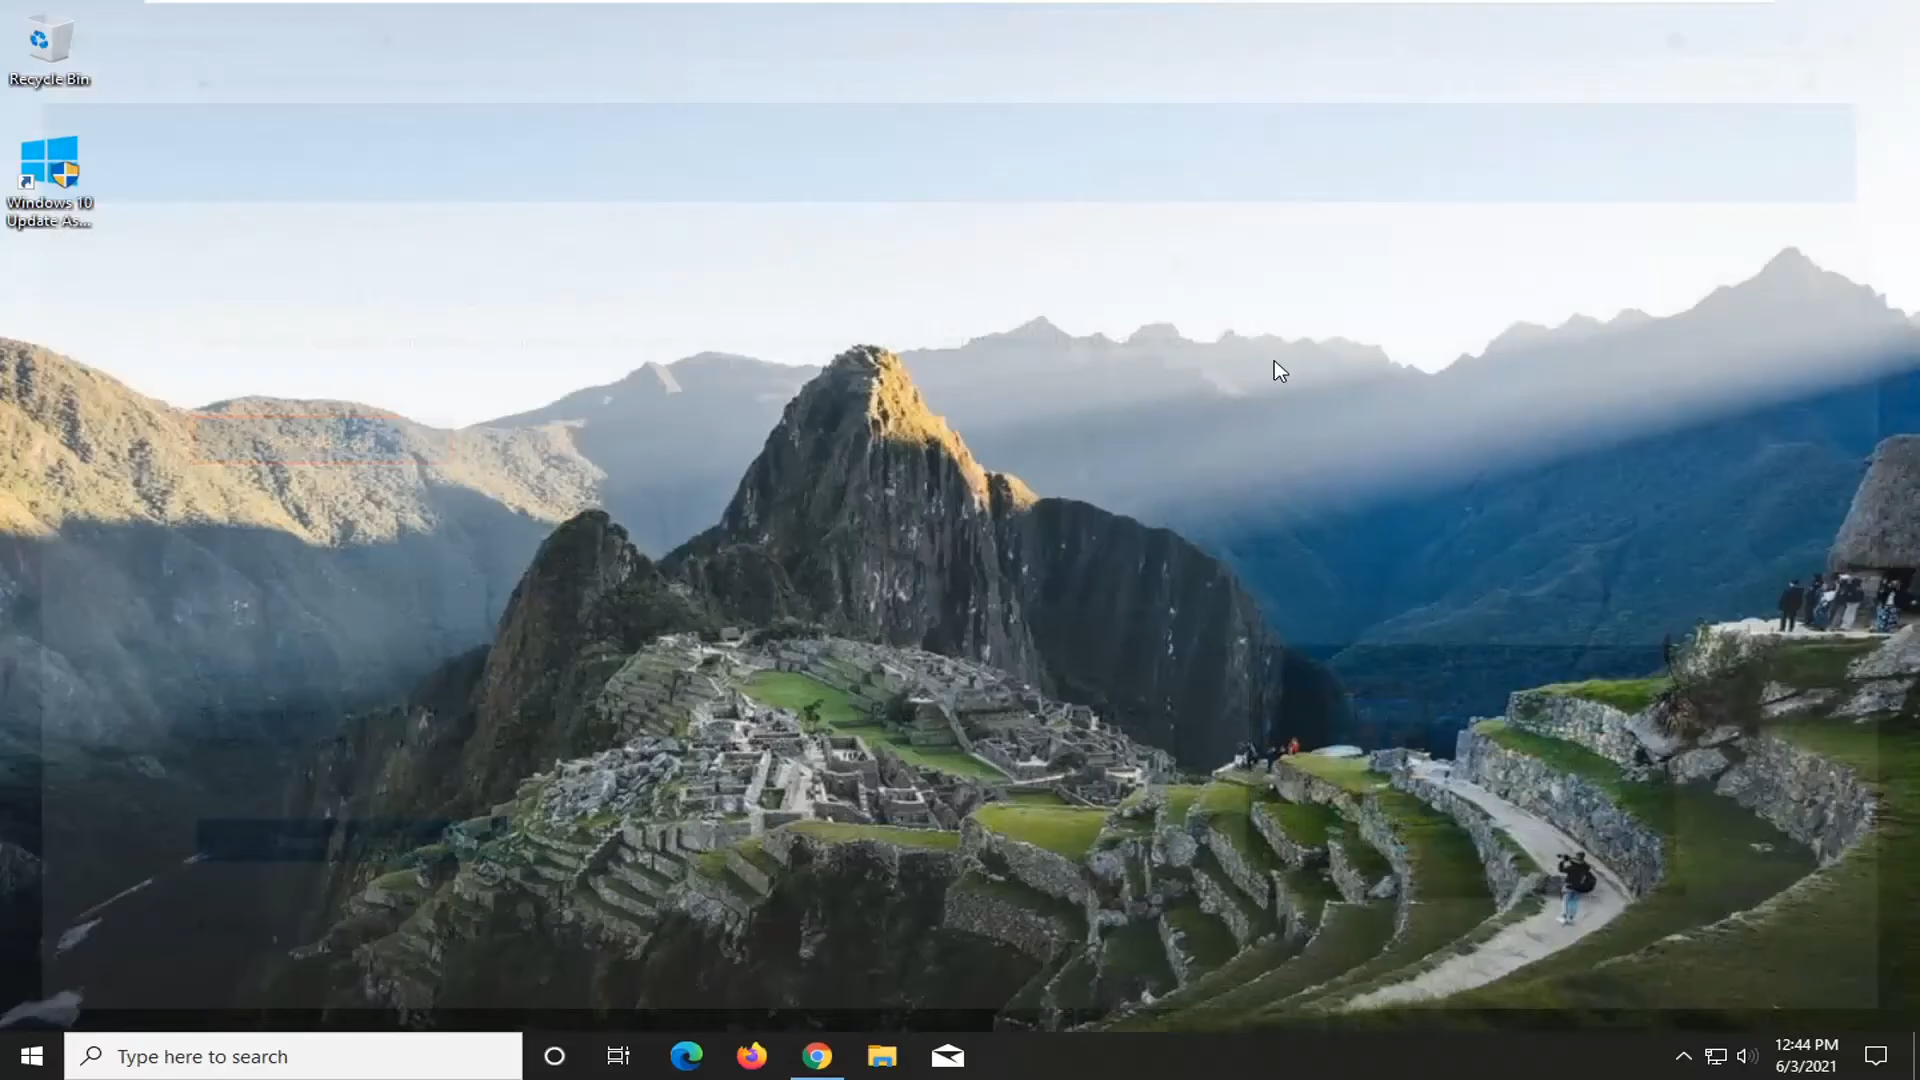 Recycle Bin
Windows 10
Update As...
Type here to search
12:44 PM
6/3/2021